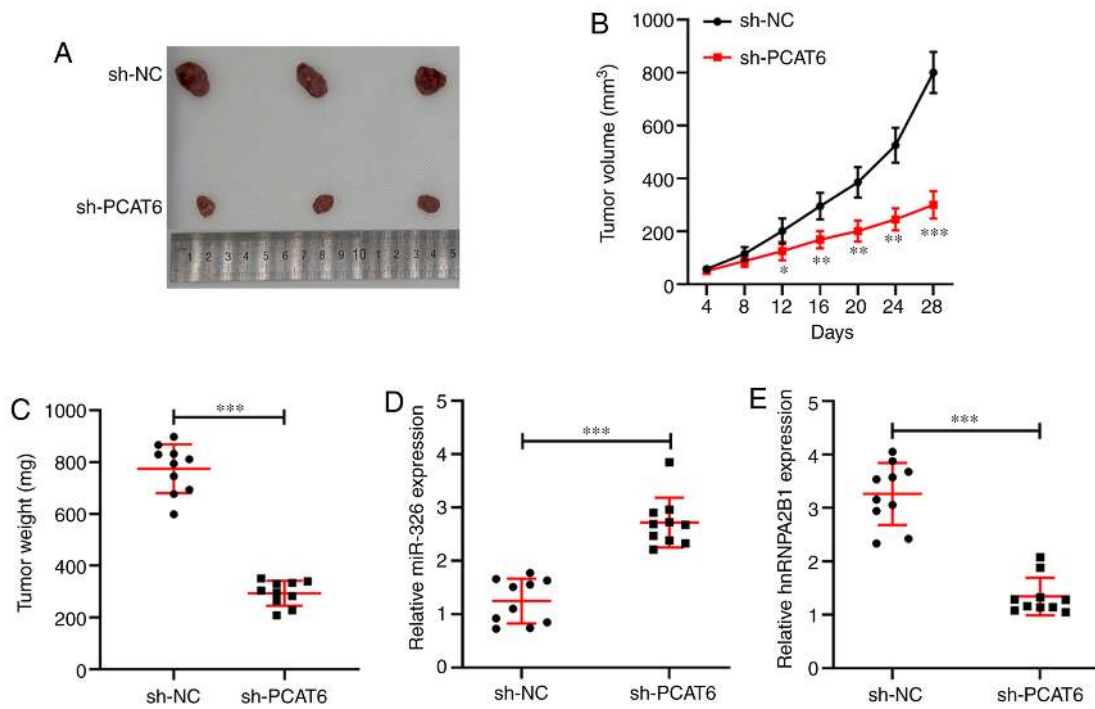 A
sh-NC
sh-PCAT6
1 2 3 4 5 6 7 8 9 10 1 2 3 4 5
B
sh-NC
sh-PCAT6
Tumor volume (mm³)
1000
800
600
400
200
0
* ** ** ** ***
4 8 12 16 20 24 28
Days
C
Tumor weight (mg)
1000
800
600
400
200
0
***
sh-NC sh-PCAT6
D
Relative miR-326 expression
5
4
3
2
1
0
***
sh-NC sh-PCAT6
E
Relative hnRNPA2B1 expression
5
4
3
2
1
0
***
sh-NC sh-PCAT6